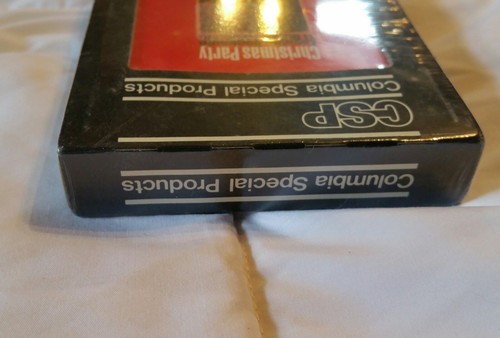 Columbia Special Products
CSP
Columbia Special Products
Christmas Party